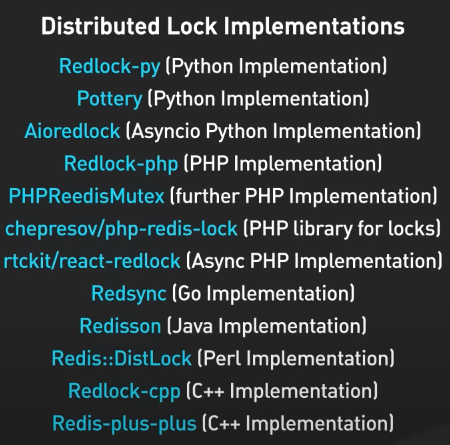 Distributed Lock Implementations
Redlock-py (Python Implementation)
Pottery (Python Implementation)
Aioredlock (Asyncio Python Implementation)
Redlock-php (PHP Implementation)
PHPReedisMutex (further PHP Implementation)
chepresov/php-redis-lock (PHP library for locks)
rtckit/react-redlock (Async PHP Implementation)
Redsync (Go Implementation)
Redisson (Java Implementation)
Redis::DistLock (Perl Implementation)
Redlock-cpp (C++ Implementation)
Redis-plus-plus (C++ Implementation)